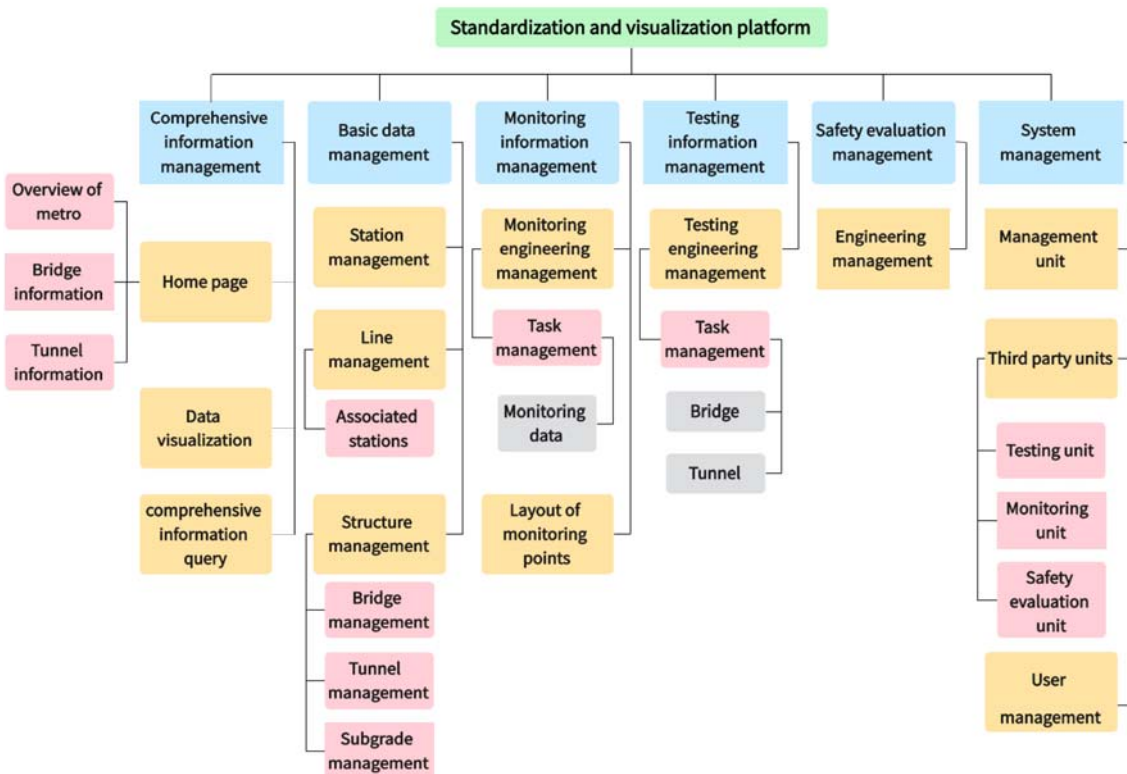 Standardization and visualization platform
Comprehensive
information
management
Basic data
management
Monitoring
information
management
Testing
information
management
Safety evaluation
management
System
management
Overview of
metro
Bridge
information
Tunnel
information
Home page
Data
visualization
comprehensive
information
query
Station
management
Line
management
Associated
stations
Structure
management
Bridge
management
Tunnel
management
Subgrade
management
Monitoring
engineering
management
Task
management
Monitoring
data
Layout of
monitoring
points
Testing
engineering
management
Task
management
Bridge
Tunnel
Engineering
management
Management
unit
Third party units
Testing unit
Monitoring
unit
Safety
evaluation
unit
User
management